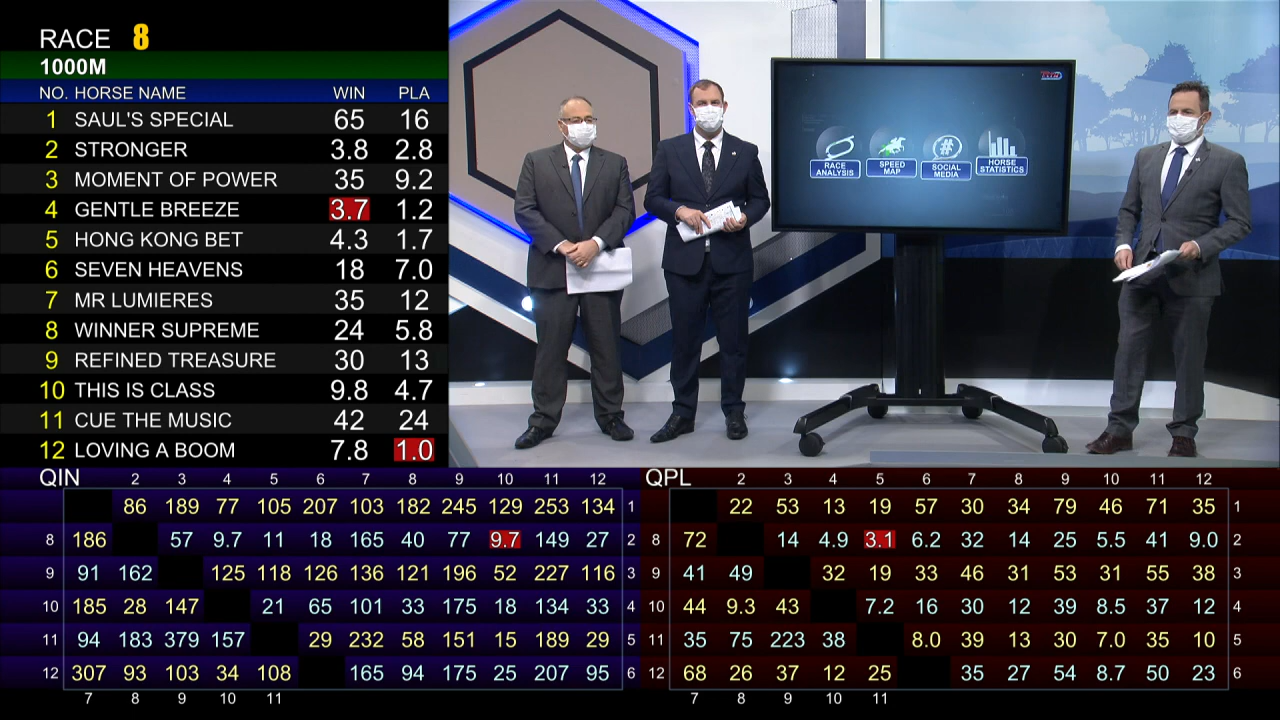 RACE 8
1000M
NO. HORSE NAME WIN PLA
1 SAUL'S SPECIAL 65 16
2 STRONGER 3.8 2.8
3 MOMENT OF POWER 35 9.2
4 GENTLE BREEZE 3.7 1.2
5 HONG KONG BET 4.3 1.7
6 SEVEN HEAVENS 18 7.0
7 MR LUMIERES 35 12
8 WINNER SUPREME 24 5.8
9 REFINED TREASURE 30 13
10 THIS IS CLASS 9.8 4.7
11 CUE THE MUSIC 42 24
12 LOVING A BOOM 7.8 1.0
RACE ANALYSIS
SPEED MAP
#
SOCIAL MEDIA
HORSE STATISTICS
QIN 2 3 4 5 6 7 8 9 10 11 12
86 189 77 105 207 103 182 245 129 253 134 1
8 186 57 9.7 11 18 165 40 77 9.7 149 27 2
9 91 162 125 118 126 136 121 196 52 227 116 3
10 185 28 147 21 65 101 33 175 18 134 33 4
11 94 183 379 157 29 232 58 151 15 189 29 5
12 307 93 103 34 108 165 94 175 25 207 95 6
7 8 9 10 11
QPL 2 3 4 5 6 7 8 9 10 11 12
22 53 13 19 57 30 34 79 46 71 35 1
8 72 14 4.9 3.1 6.2 32 14 25 5.5 41 9.0 2
9 41 49 32 19 33 46 31 53 31 55 38 3
10 44 9.3 43 7.2 16 30 12 39 8.5 37 12 4
11 35 75 223 38 8.0 39 13 30 7.0 35 10 5
12 68 26 37 12 25 35 27 54 8.7 50 23 6
7 8 9 10 11